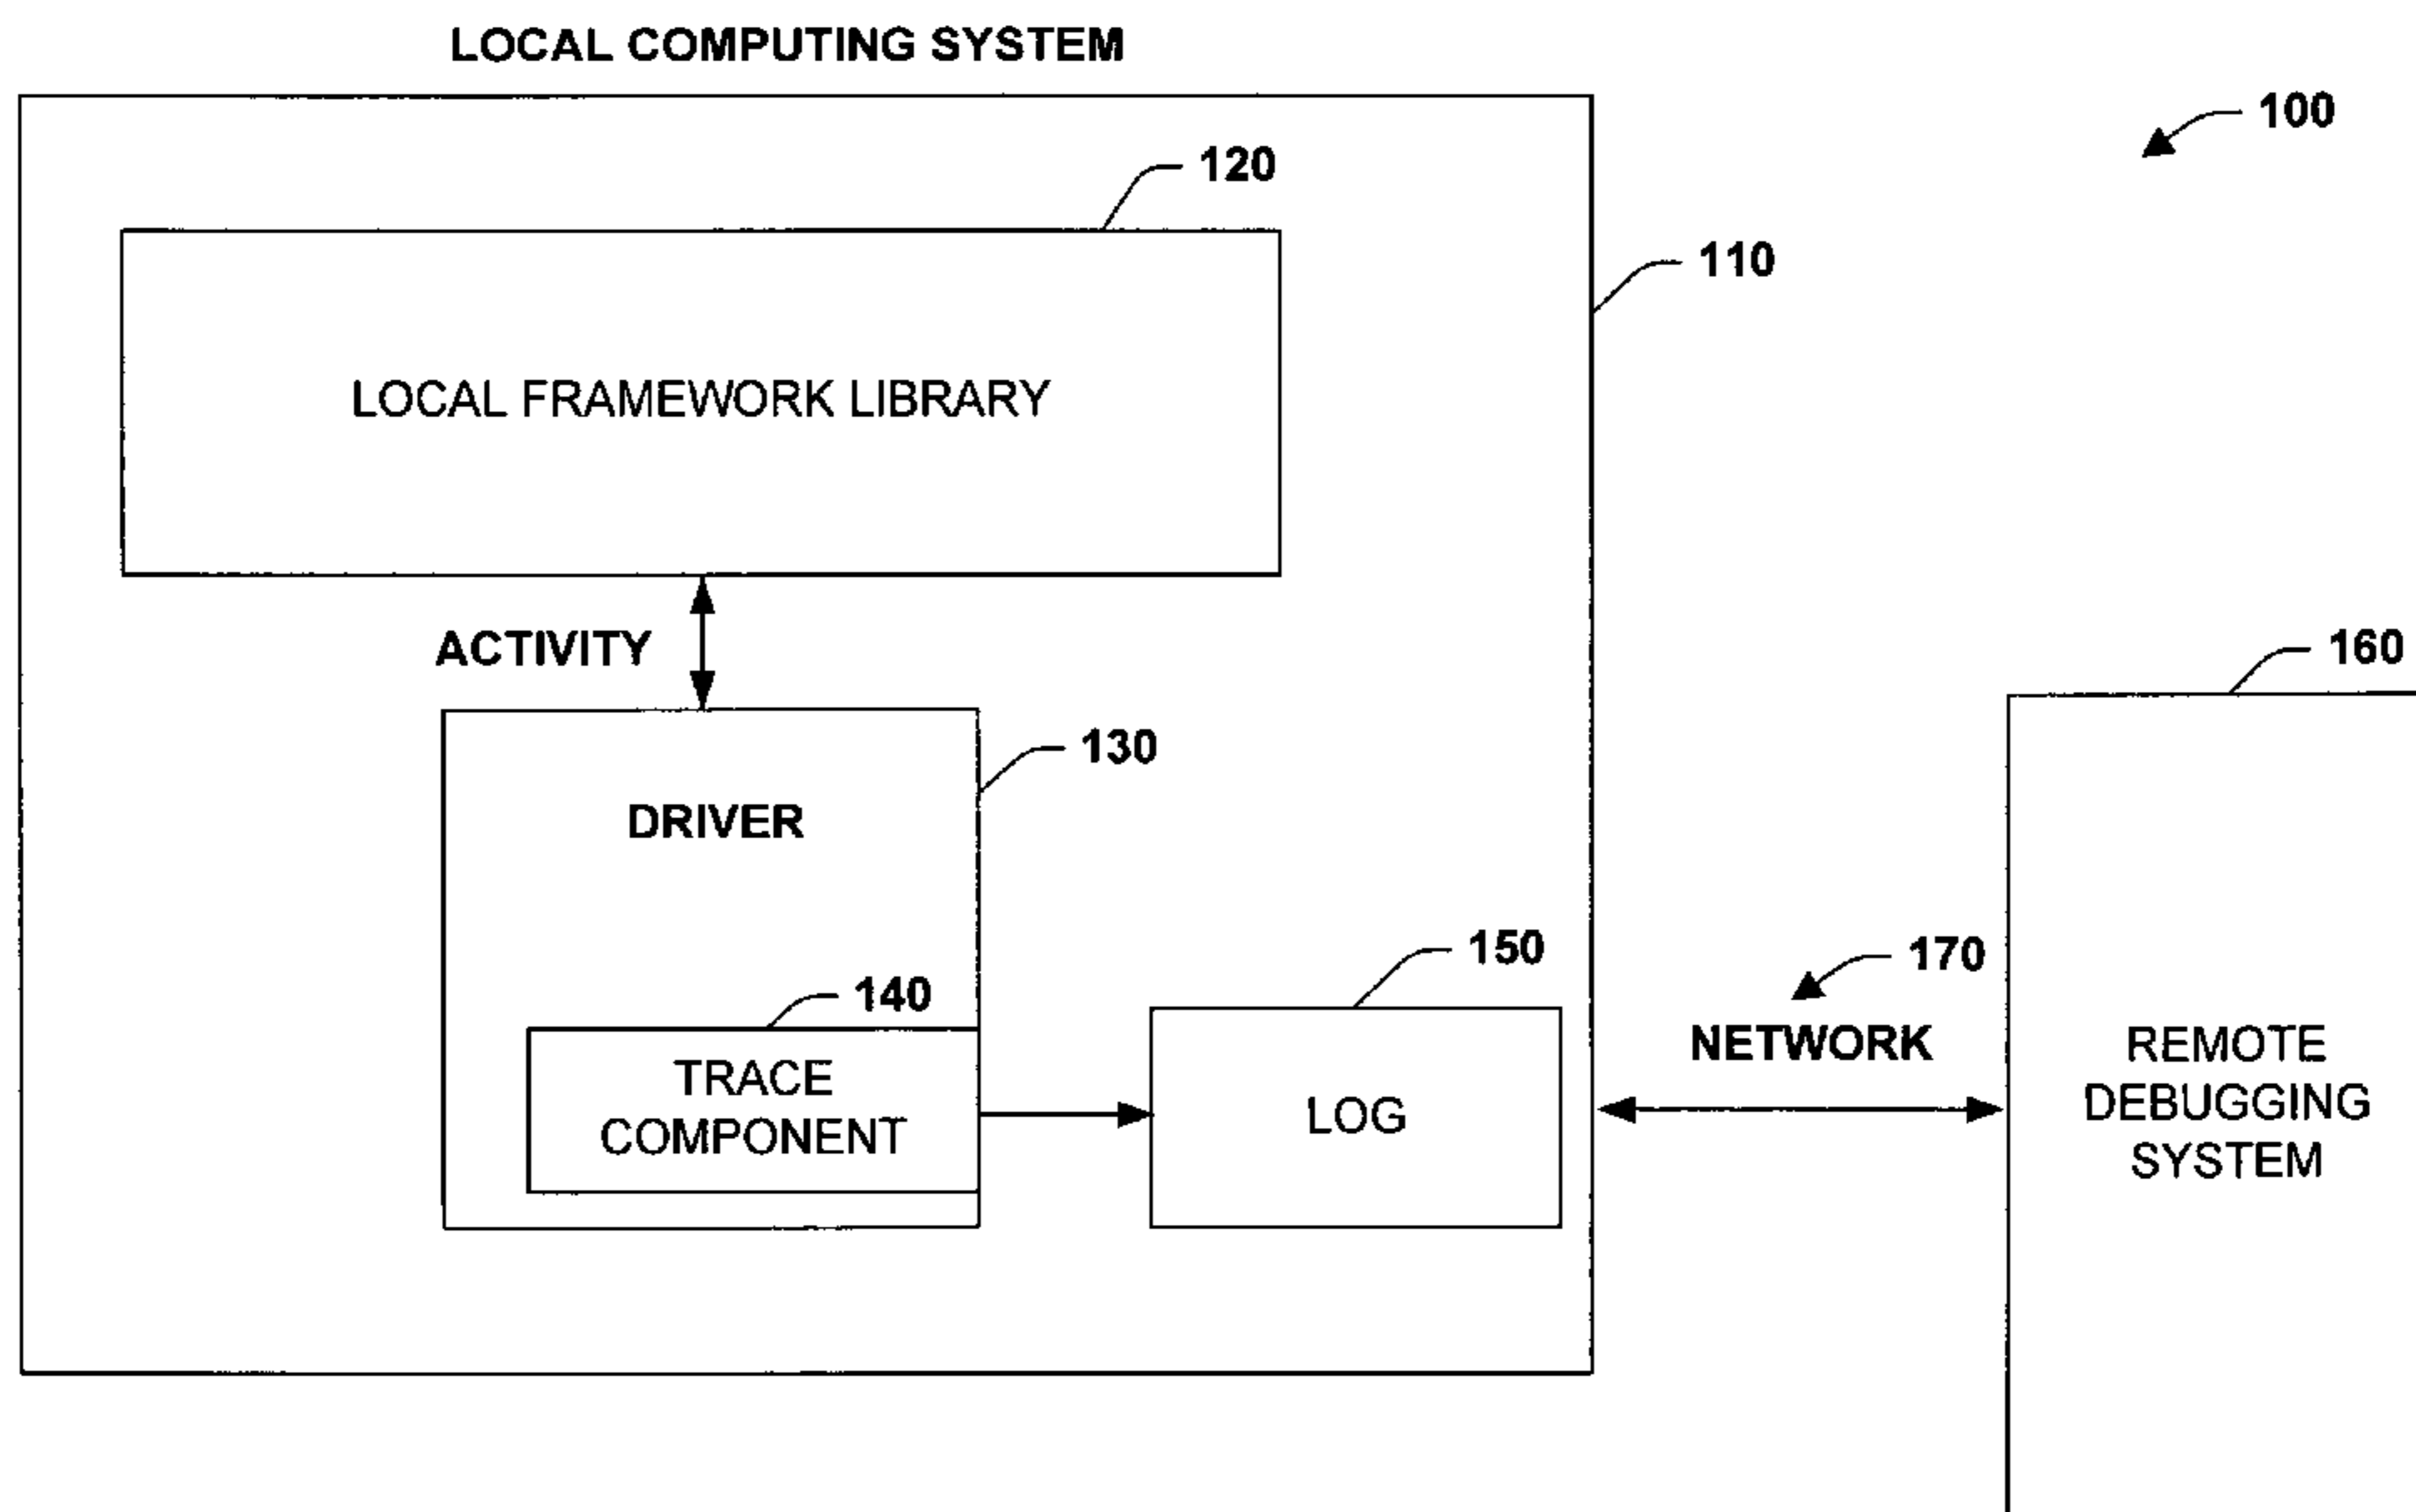 LOCAL COMPUTING SYSTEM
100
120
110
LOCAL FRAMEWORK LIBRARY
ACTIVITY
160
130
DRIVER
150
170
140
NETWORK
TRACE
COMPONENT
LOG
REMOTE
DEBUGGING
SYSTEM